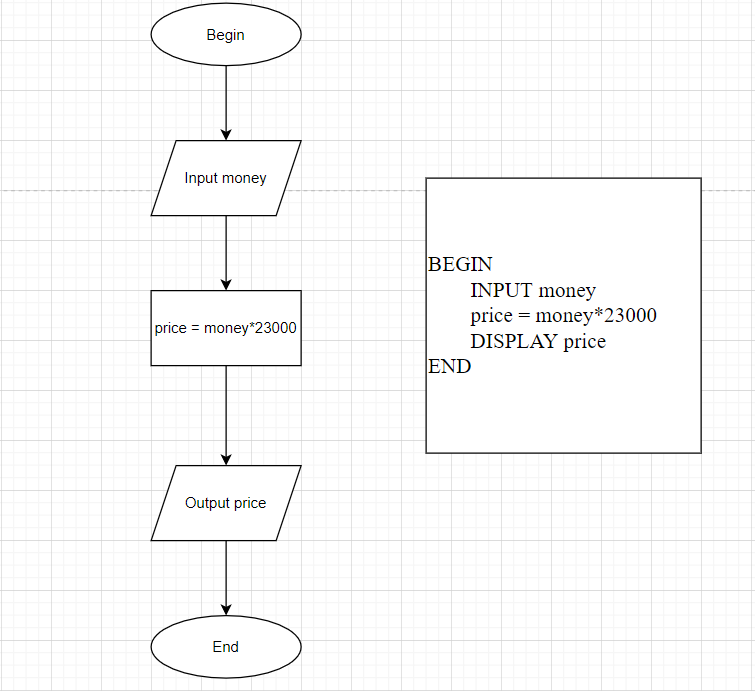 Begin
Input money
price = money*23000
Output price
End
BEGIN
INPUT money
price = money*23000
DISPLAY price
END